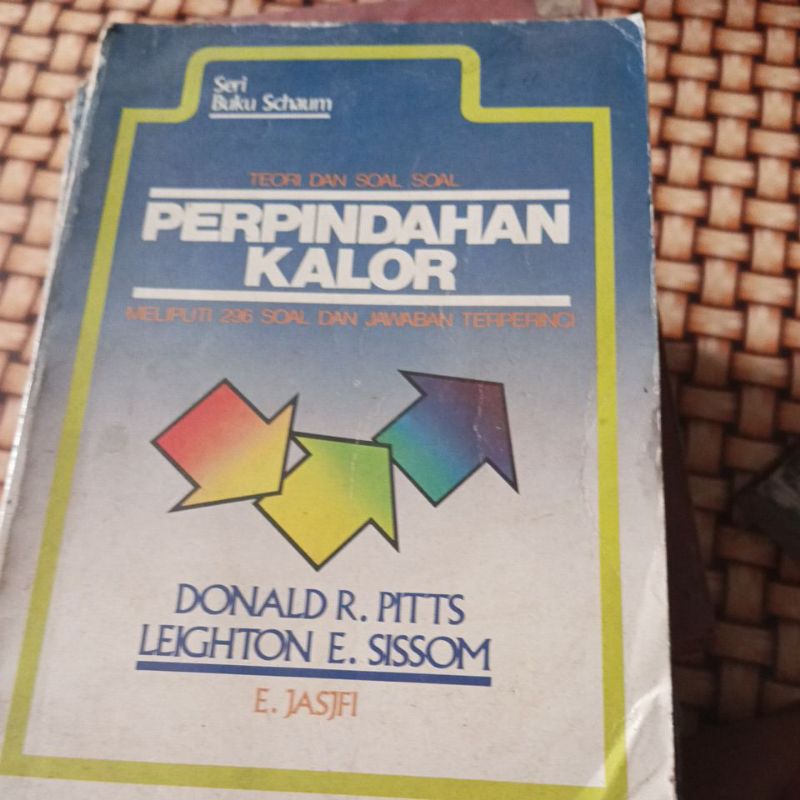 Seri
Buku Schaum
TEORI DAN SOAL SOAL
PERPINDAHAN
KALOR
MELIPUTI 296 SOAL DAN JAWABAN TERPERINCI
DONALD R. PITTS
LEIGHTON E. SISSOM
E. JASJFI